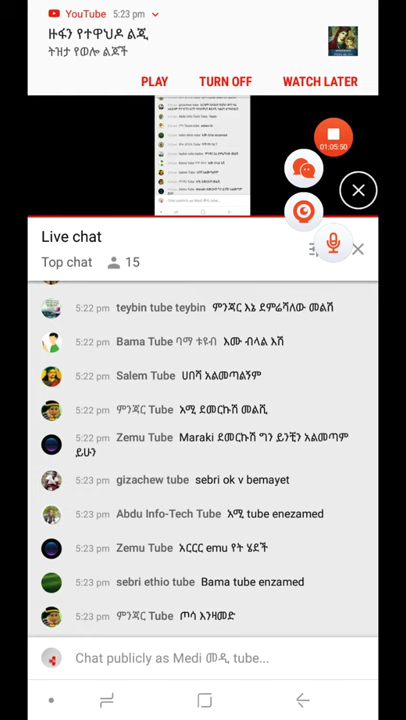 YouTube 5:23 pm
ዙፋን የተዋህዶ ልጂ
ትዝታ የወሎ ልጆች
PLAY TURN OFF WATCH LATER
01:05:50
Live chat
Top chat 15
5:22 pm teybin tube teybin ምንጃር እኔ ደምሬሻለው መልሽ
5:22 pm Bama Tube ባማ ቱዩብ እሙ ብላል እሽ
5:22 pm Salem Tube ሀበሻ አልመጣልኝም
5:22 pm ምንጃር Tube እሚ ደመርኩሽ መልሺ
5:22 pm Zemu Tube Maraki ደመርኩሽ ግን ይንቺን አልመጣም
ይሁን
5:23 pm gizachew tube sebri ok v bemayet
5:23 pm Abdu Info-Tech Tube እሚ tube enezamed
5:23 pm Zemu Tube አርርር emu የት ሄደች
5:23 pm sebri ethio tube Bama tube enzamed
5:23 pm ምንጃር Tube ጦሳ እንዛመድ
Chat publicly as Medi መዲ tube...